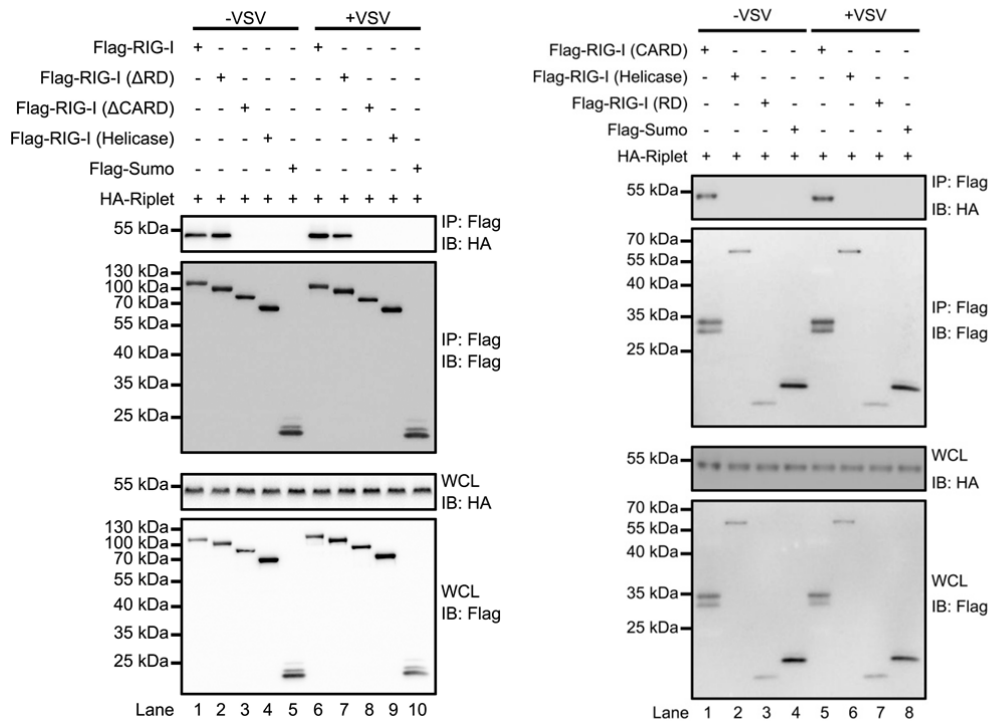 -VSV +VSV
Flag-RIG-I + - - - - + - - - -
Flag-RIG-I (ΔRD) - + - - - - + - - -
Flag-RIG-I (ΔCARD) - - + - - - - + - -
Flag-RIG-I (Helicase) - - - + - - - - + -
Flag-Sumo - - - - + - - - - +
HA-Riplet + + + + + + + + + +
55 kDa
IP: Flag
IB: HA
130 kDa
100 kDa
70 kDa
55 kDa
40 kDa
35 kDa
25 kDa
IP: Flag
IB: Flag
55 kDa
WCL
IB: HA
130 kDa
100 kDa
70 kDa
55 kDa
40 kDa
35 kDa
25 kDa
WCL
IB: Flag
Lane 1 2 3 4 5 6 7 8 9 10
-VSV +VSV
Flag-RIG-I (CARD) + - - - + - - -
Flag-RIG-I (Helicase) - + - - - + - -
Flag-RIG-I (RD) - - + - - - + -
Flag-Sumo - - - + - - - +
HA-Riplet + + + + + + + +
55 kDa
IP: Flag
IB: HA
70 kDa
55 kDa
40 kDa
35 kDa
25 kDa
IP: Flag
IB: Flag
55 kDa
WCL
IB: HA
70 kDa
55 kDa
40 kDa
35 kDa
25 kDa
WCL
IB: Flag
Lane 1 2 3 4 5 6 7 8